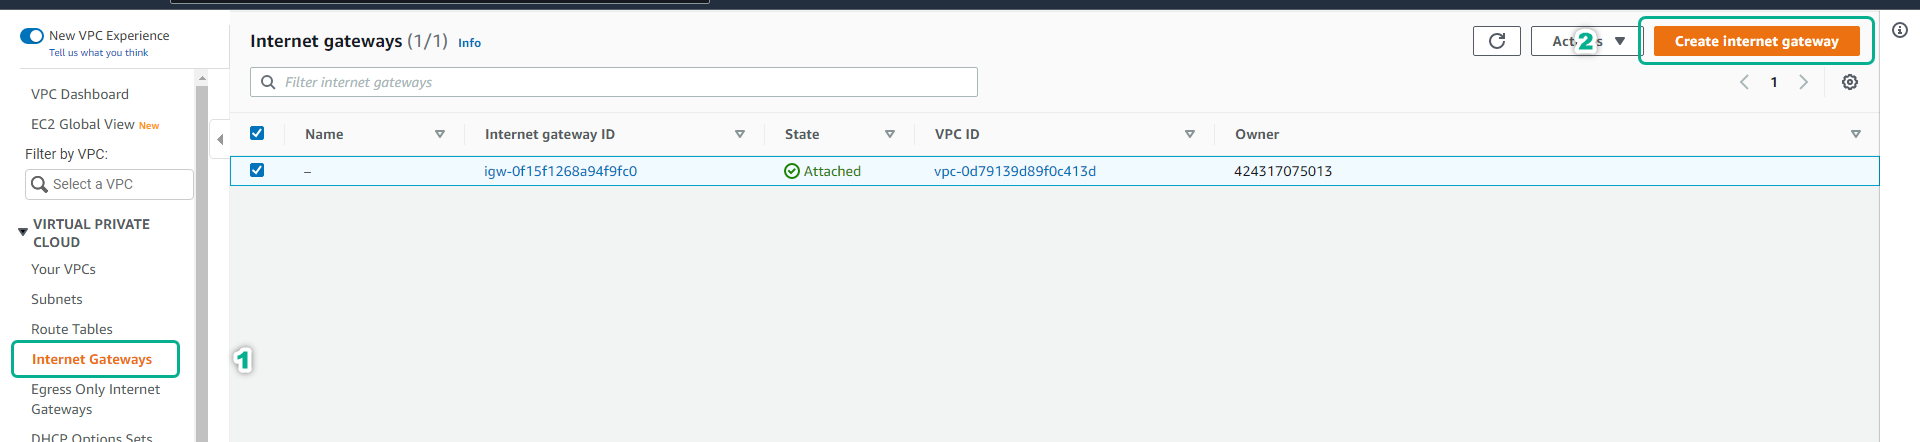 New VPC Experience
Tell us what you think
VPC Dashboard
EC2 Global View New
Filter by VPC:
Select a VPC
VIRTUAL PRIVATE
CLOUD
Your VPCs
Subnets
Route Tables
Internet Gateways
1
Egress Only Internet
Gateways
DHCP Options Sets
Internet gateways (1/1) Info
2
Create internet gateway
Filter internet gateways
1
Name Internet gateway ID State VPC ID Owner
– igw-0f15f1268a94f9fc0 Attached vpc-0d79139d89f0c413d 424317075013